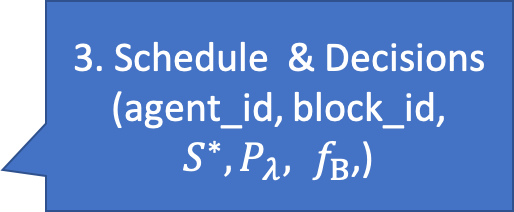 3. Schedule & Decisions
(agent_id, block_id,
S*, Pλ, fB,)